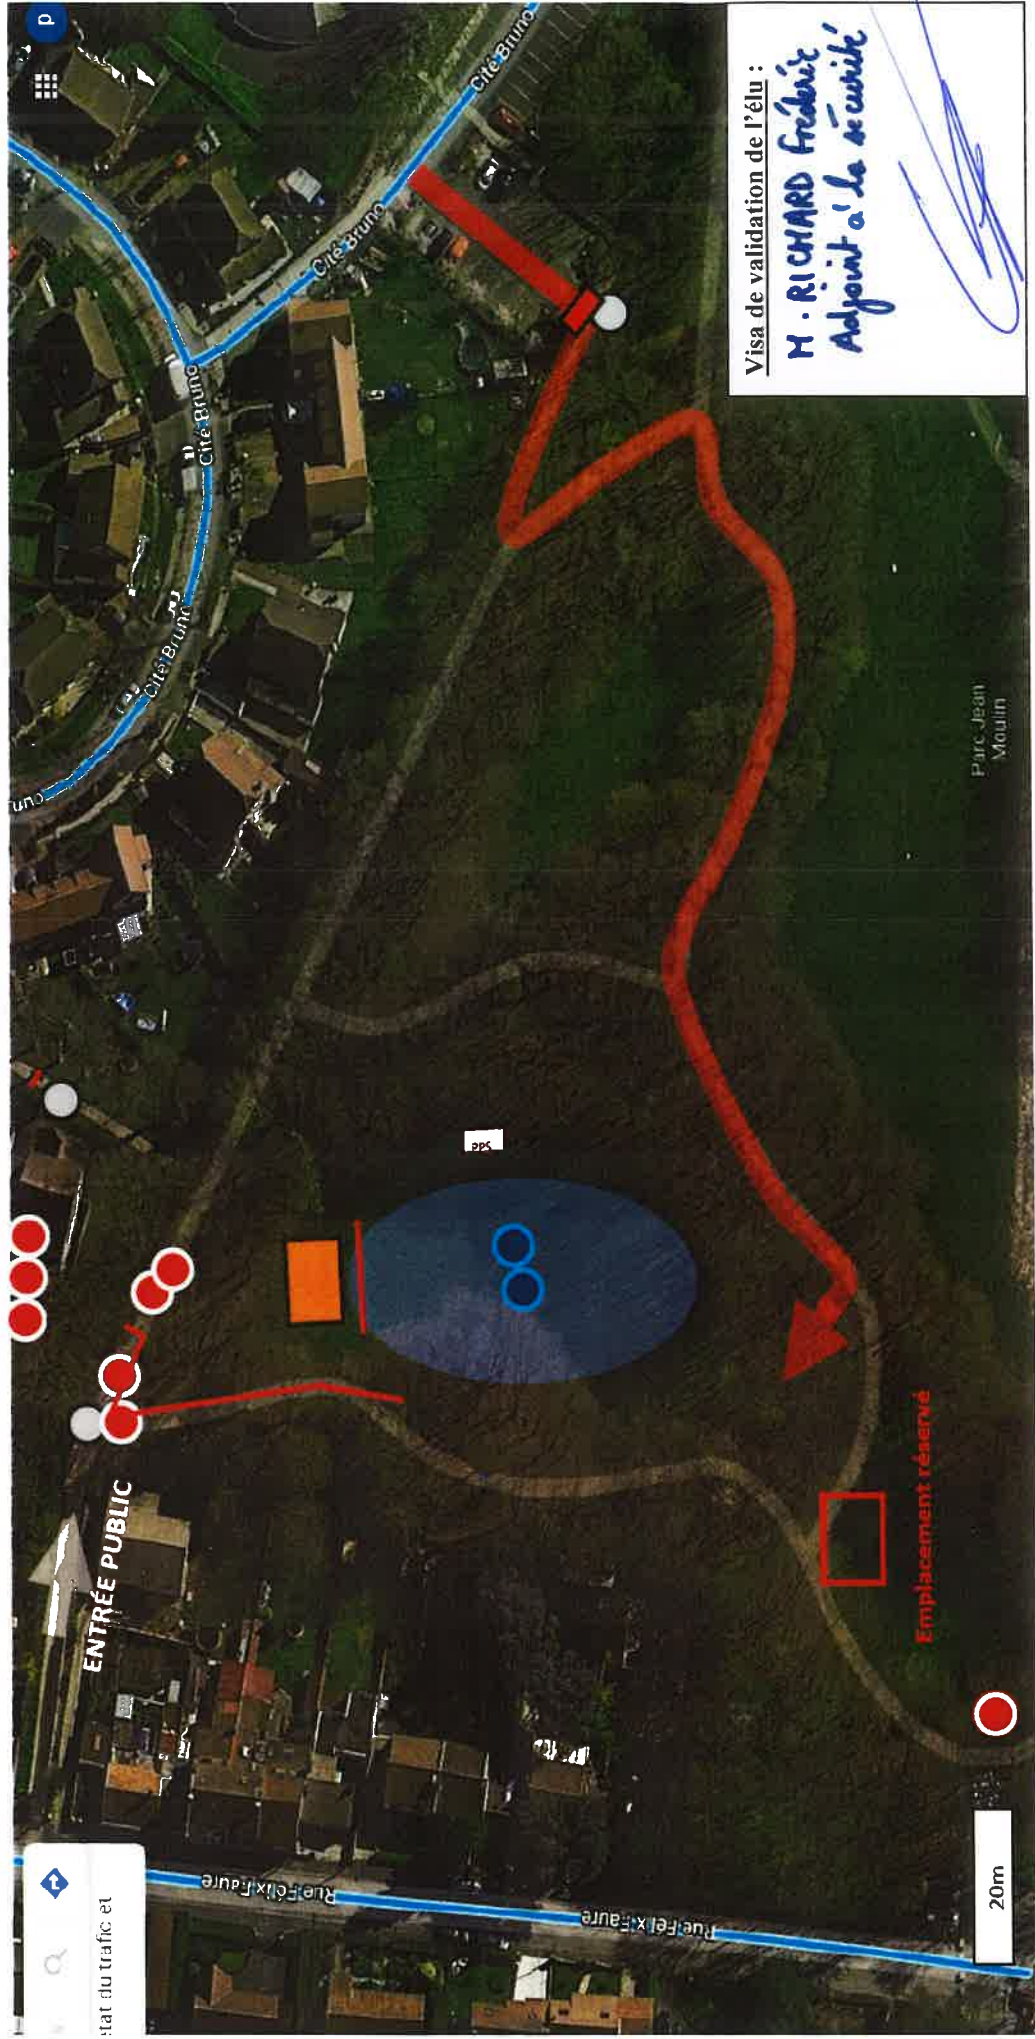 état du trafic et
Rue Félix Faure
Rue Félix Faure
ENTRÉE PUBLIC
Cité Bruno
Cité Bruno
Cité Bruno
Cité Bruno
Emplacement réservé
Parc Jean
Moulin
20m
P
Visa de validation de l'élu :
M. RICHARD Frédéric
Adjoint à la sécurité